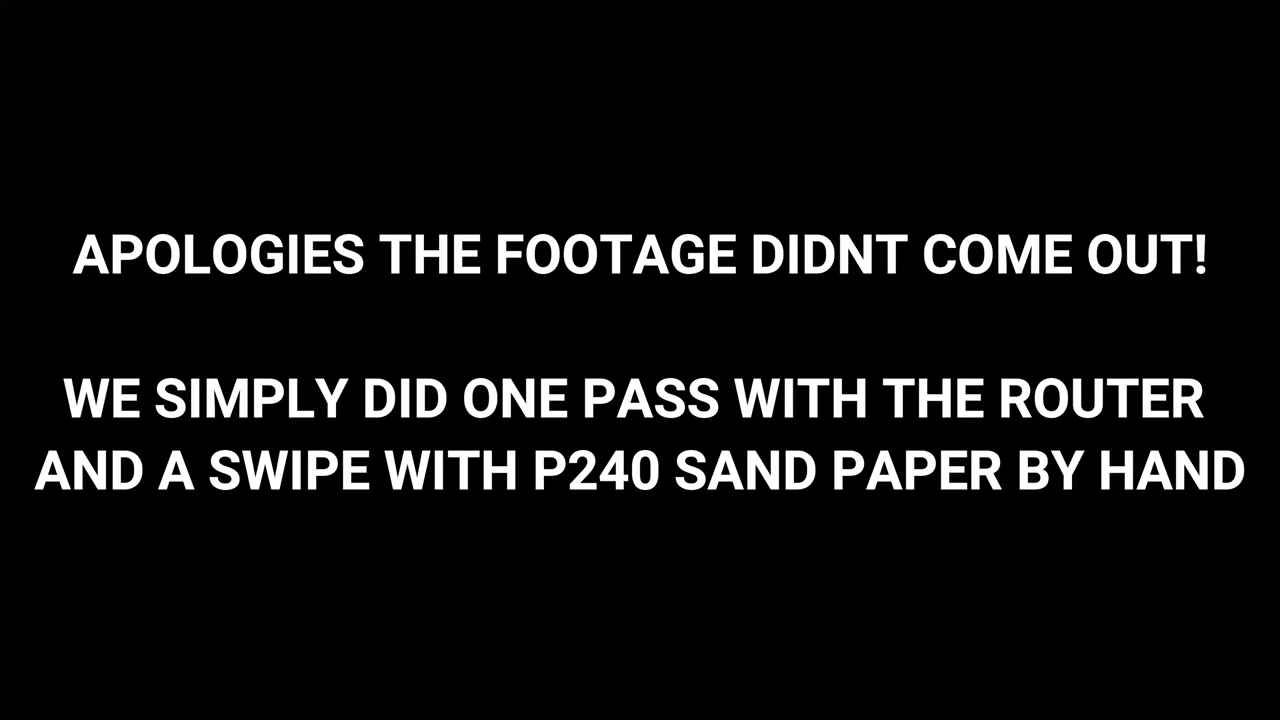 APOLOGIES THE FOOTAGE DIDNT COME OUT!
WE SIMPLY DID ONE PASS WITH THE ROUTER
AND A SWIPE WITH P240 SAND PAPER BY HAND